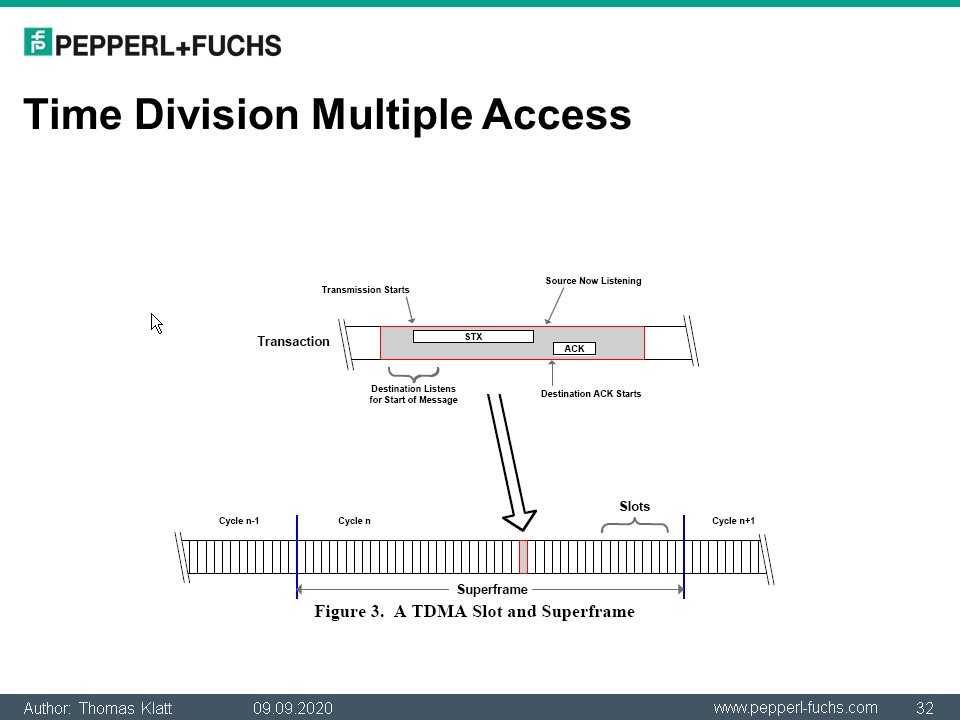 PEPPERL+FUCHS
Time Division Multiple Access
Source Now Listening
Transmission Starts
Transaction
STX
ACK
Destination Listens
for Start of Message
Destination ACK Starts
Slots
Cycle n-1
Cycle n
Cycle n+1
Superframe
Figure 3. A TDMA Slot and Superframe
Author: Thomas Klatt
09.09.2020
www.pepperl-fuchs.com
32